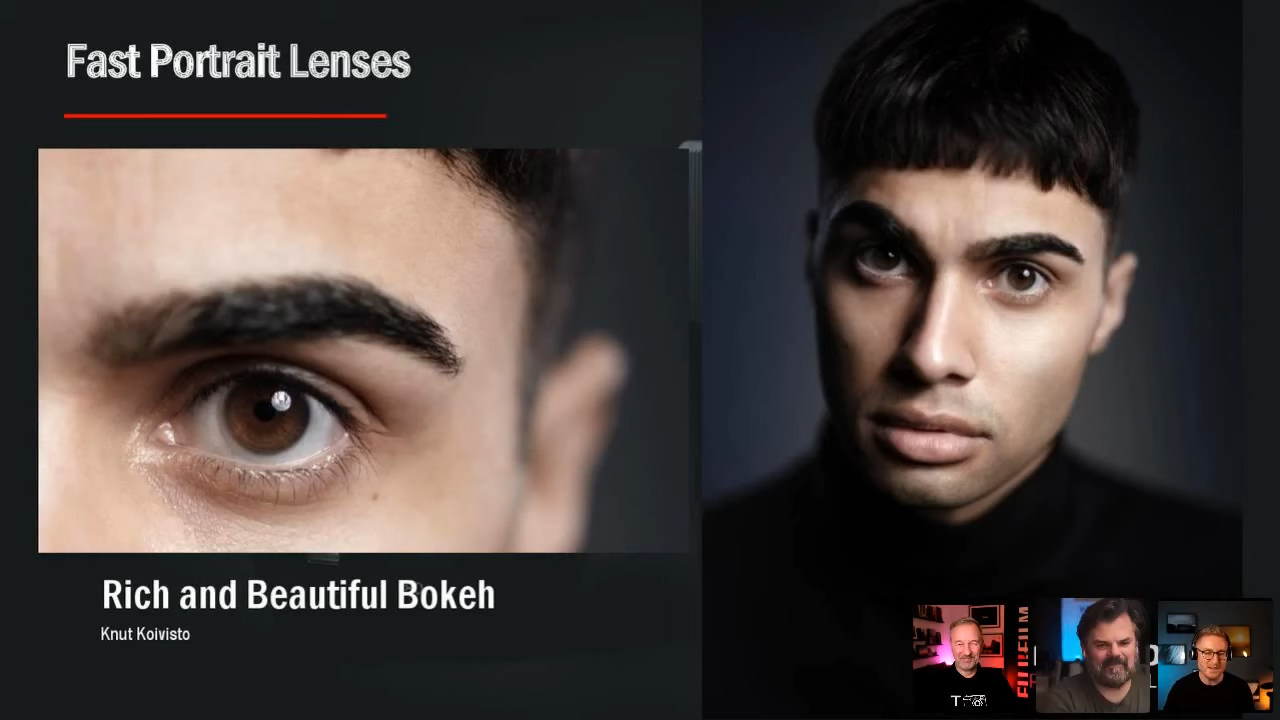 Fast Portrait Lenses
Rich and Beautiful Bokeh
Knut Koivisto